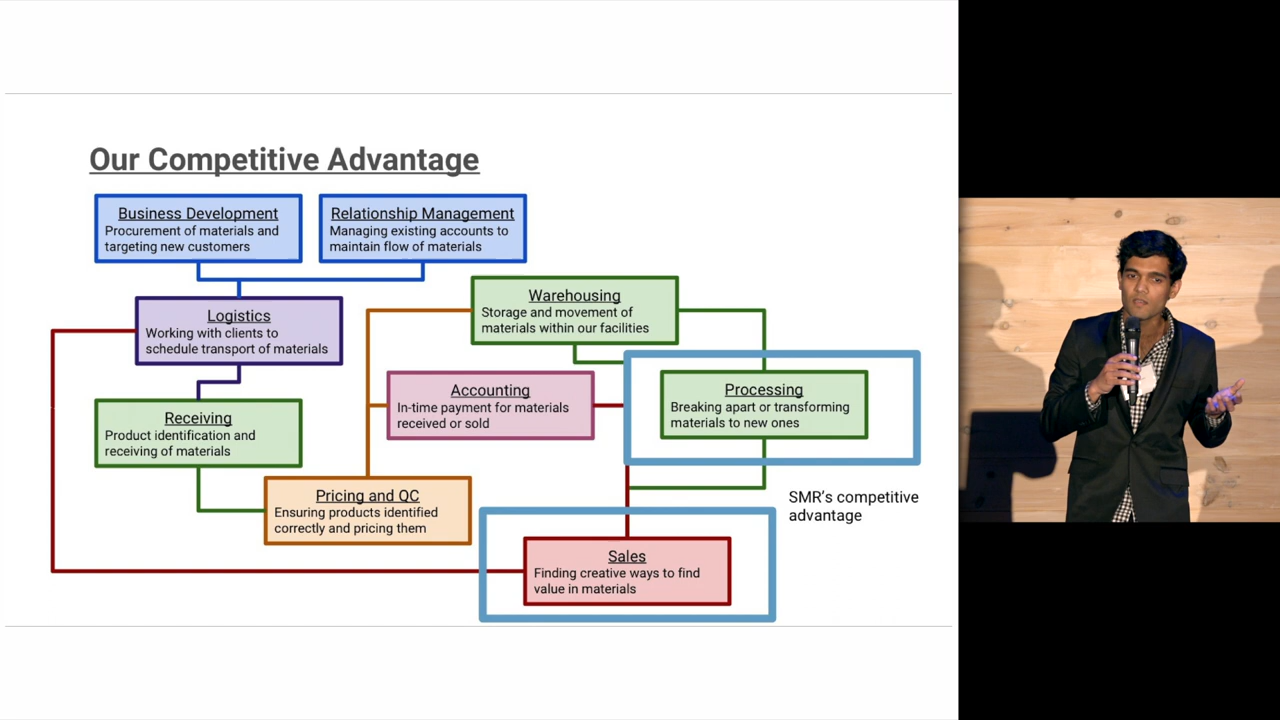 Our Competitive Advantage
Business Development
Procurement of materials and
targeting new customers
Relationship Management
Managing existing accounts to
maintain flow of materials
Logistics
Working with clients to
schedule transport of materials
Warehousing
Storage and movement of
materials within our facilities
Accounting
In-time payment for materials
received or sold
Processing
Breaking apart or transforming
materials to new ones
Receiving
Product identification and
receiving of materials
Pricing and QC
Ensuring products identified
correctly and pricing them
SMR's competitive
advantage
Sales
Finding creative ways to find
value in materials